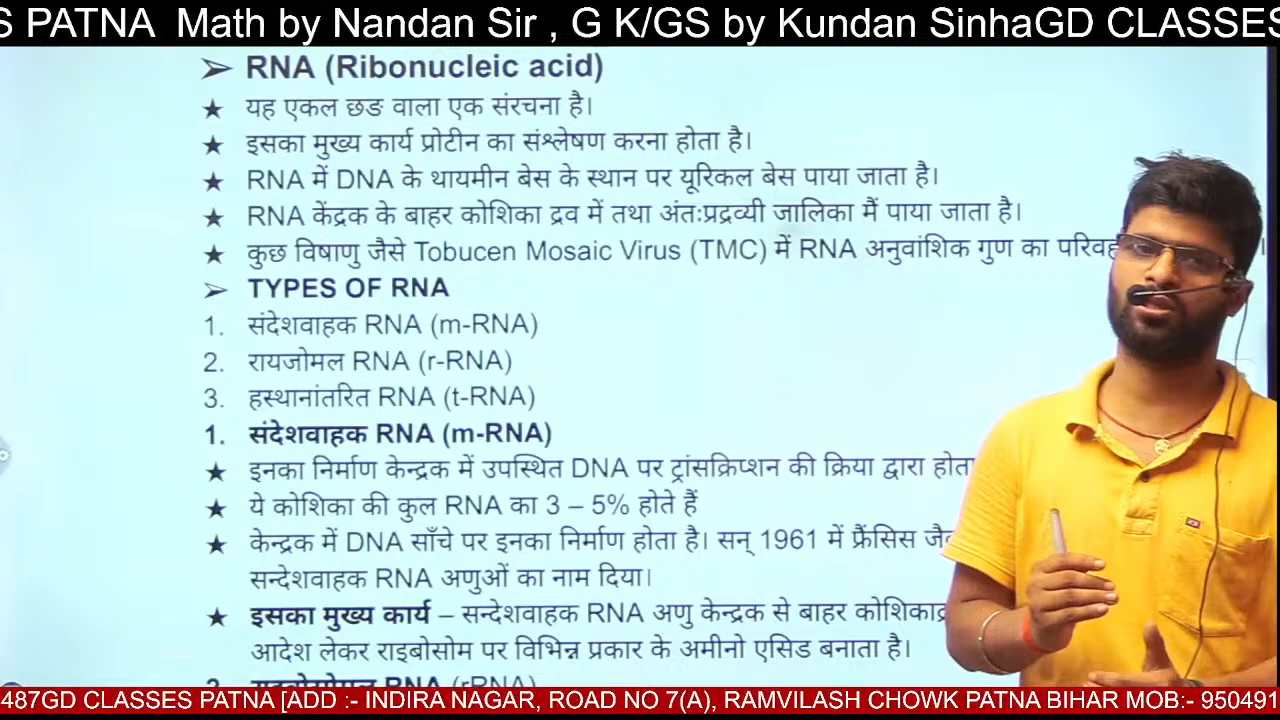 S PATNA Math by Nandan Sir , G K/GS by Kundan SinhaGD CLASSES
➢ RNA (Ribonucleic acid)
★ यह एकल छङ वाला एक संरचना है।
★ इसका मुख्य कार्य प्रोटीन का संश्लेषण करना होता है।
★ RNA में DNA के थायमीन बेस के स्थान पर यूरिकल बेस पाया जाता है।
★ RNA केंद्रक के बाहर कोशिका द्रव में तथा अंतःप्रद्रव्यी जालिका मैं पाया जाता है।
★ कुछ विषाणु जैसे Tobucen Mosaic Virus (TMC) में RNA अनुवांशिक गुण का
➢ TYPES OF RNA
1. संदेशवाहक RNA (m-RNA)
2. रायजोमल RNA (r-RNA)
3. हस्थानांतरित RNA (t-RNA)
1. संदेशवाहक RNA (m-RNA)
★ इनका निर्माण केन्द्रक में उपस्थित DNA पर ट्रांसक्रिप्शन की क्रिया द्वारा होता
★ ये कोशिका की कुल RNA का 3 – 5% होते हैं
★ केन्द्रक में DNA साँचे पर इनका निर्माण होता है। सन् 1961 में फ्रैंसिस
सन्देशवाहक RNA अणुओं का नाम दिया।
★ इसका मुख्य कार्य – सन्देशवाहक RNA अणु केन्द्रक से बाहर
आदेश लेकर राइबोसोम पर विभिन्न प्रकार के अमीनो एसिड बनाता है।
487GD CLASSES PATNA [ADD :- INDIRA NAGAR, ROAD NO 7(A), RAMVILASH CHOWK PATNA BIHAR MOB:- 950491